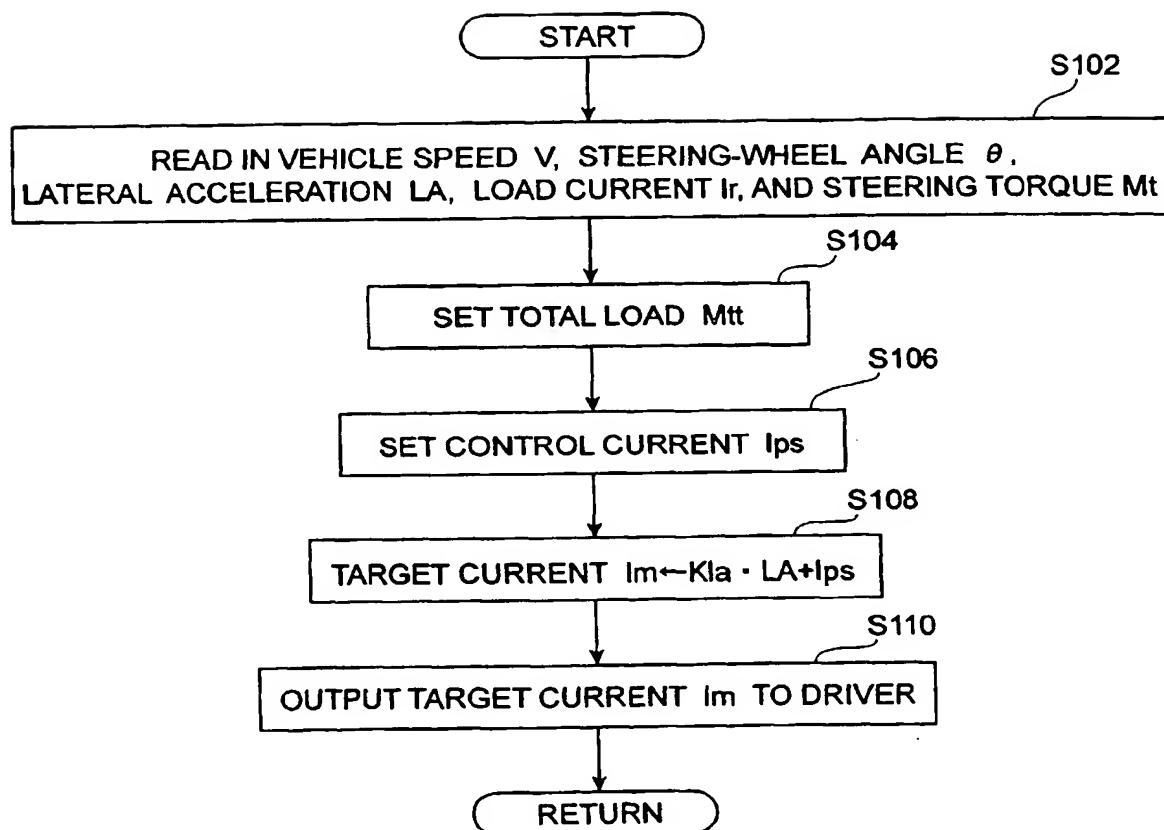 START
S102
READ IN VEHICLE SPEED V, STEERING-WHEEL ANGLE θ,
LATERAL ACCELERATION LA, LOAD CURRENT Ir, AND STEERING TORQUE Mt
S104
SET TOTAL LOAD Mtt
S106
SET CONTROL CURRENT Ips
S108
TARGET CURRENT Im←Kla・LA+Ips
S110
OUTPUT TARGET CURRENT Im TO DRIVER
RETURN